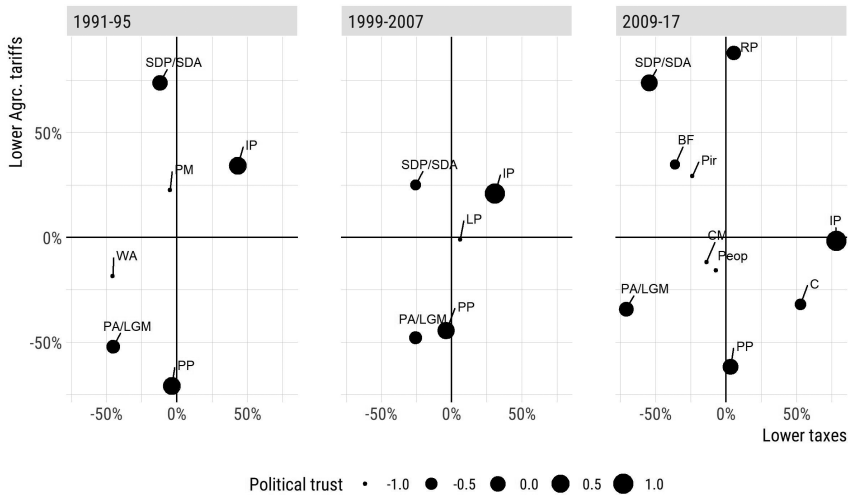 1991-95
1999-2007
2009-17
Lower Agrc. tariffs
50%
0%
-50%
SDP/SDA
IP
PM
WA
PA/LGM
PP
SDP/SDA
IP
LP
PP
PA/LGM
RP
SDP/SDA
BF
Pir
IP
CM
Peop
C
PA/LGM
PP
-50% 0% 50%
-50% 0% 50%
-50% 0% 50%
Lower taxes
Political trust -1.0 -0.5 0.0 0.5 1.0